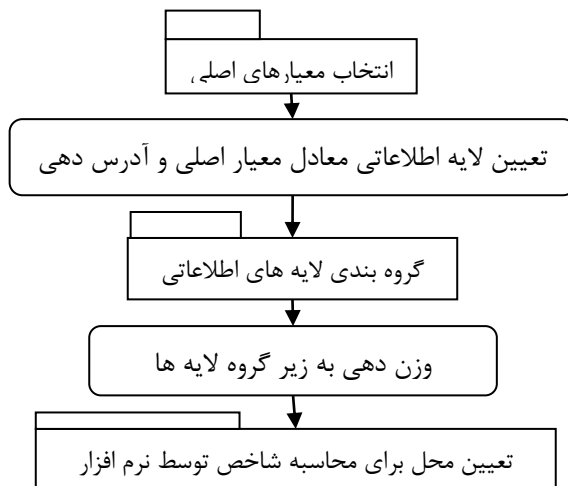 انتخاب معیارهای اصلی
تعیین لایه اطلاعاتی معادل معیار اصلی و آدرس دهی
گروه بندی لایه های اطلاعاتی
وزن دهی به زیر گروه لایه ها
تعیین محل برای محاسبه شاخص توسط نرم افزار